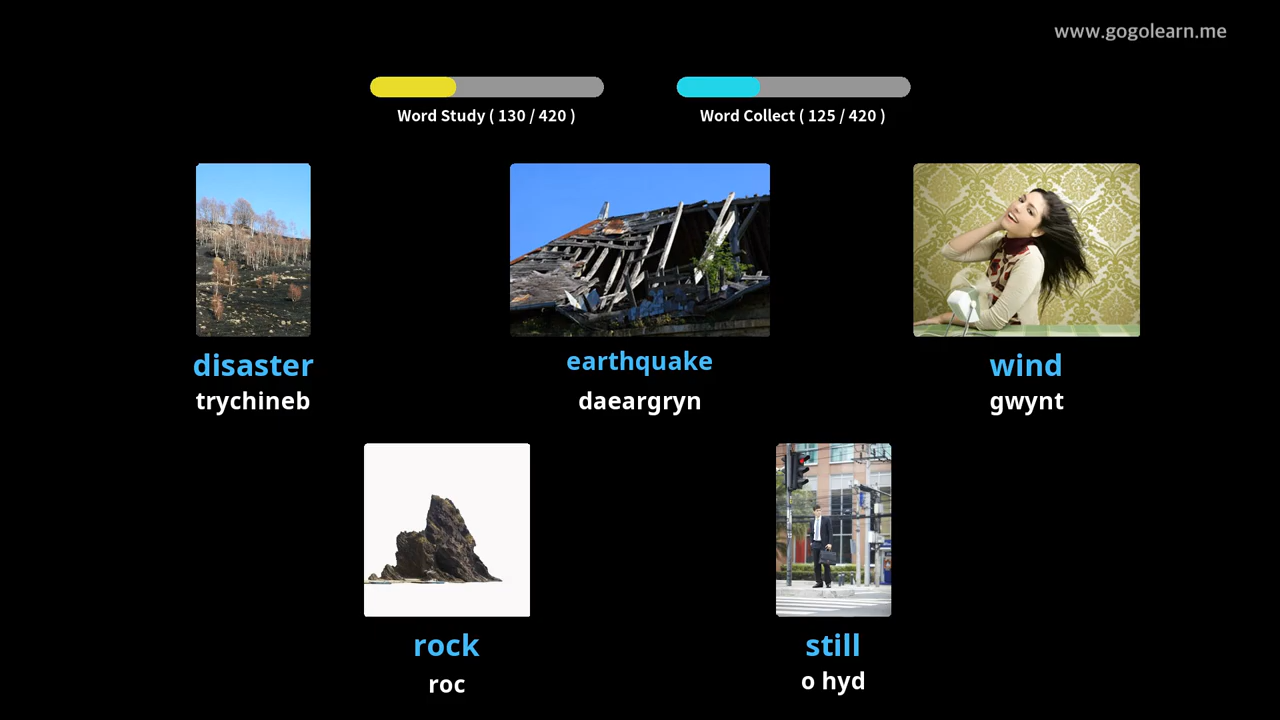 www.gogolearn.me
Word Study ( 130 / 420 )
Word Collect ( 125 / 420 )
disaster
trychineb
earthquake
daeargryn
wind
gwynt
rock
roc
still
o hyd